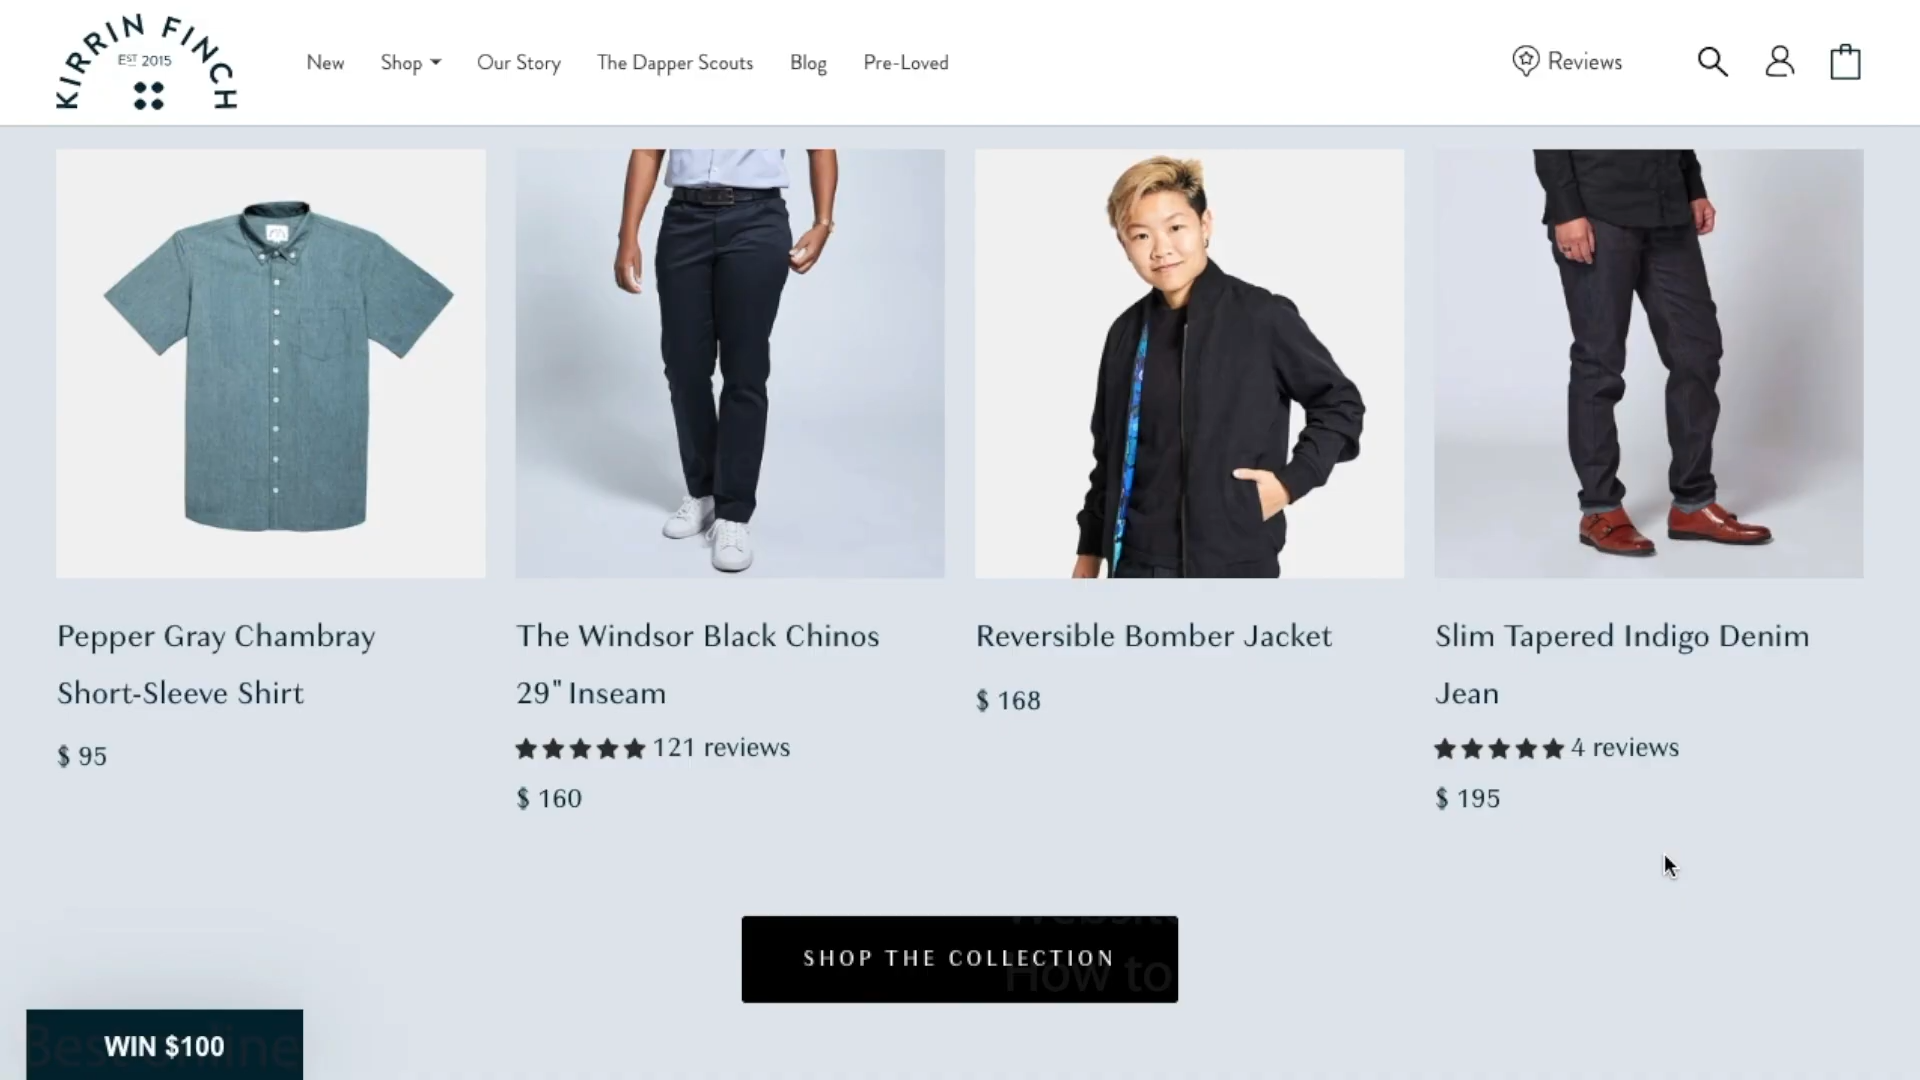 KIRRIN FINCH
EST 2015
New
Shop
Our Story
The Dapper Scouts
Blog
Pre-Loved
Reviews
Pepper Gray Chambray
Short-Sleeve Shirt
$ 95
The Windsor Black Chinos
29" Inseam
121 reviews
$ 160
Reversible Bomber Jacket
$ 168
Slim Tapered Indigo Denim
Jean
4 reviews
$ 195
SHOP THE COLLECTION
How to
WIN $100